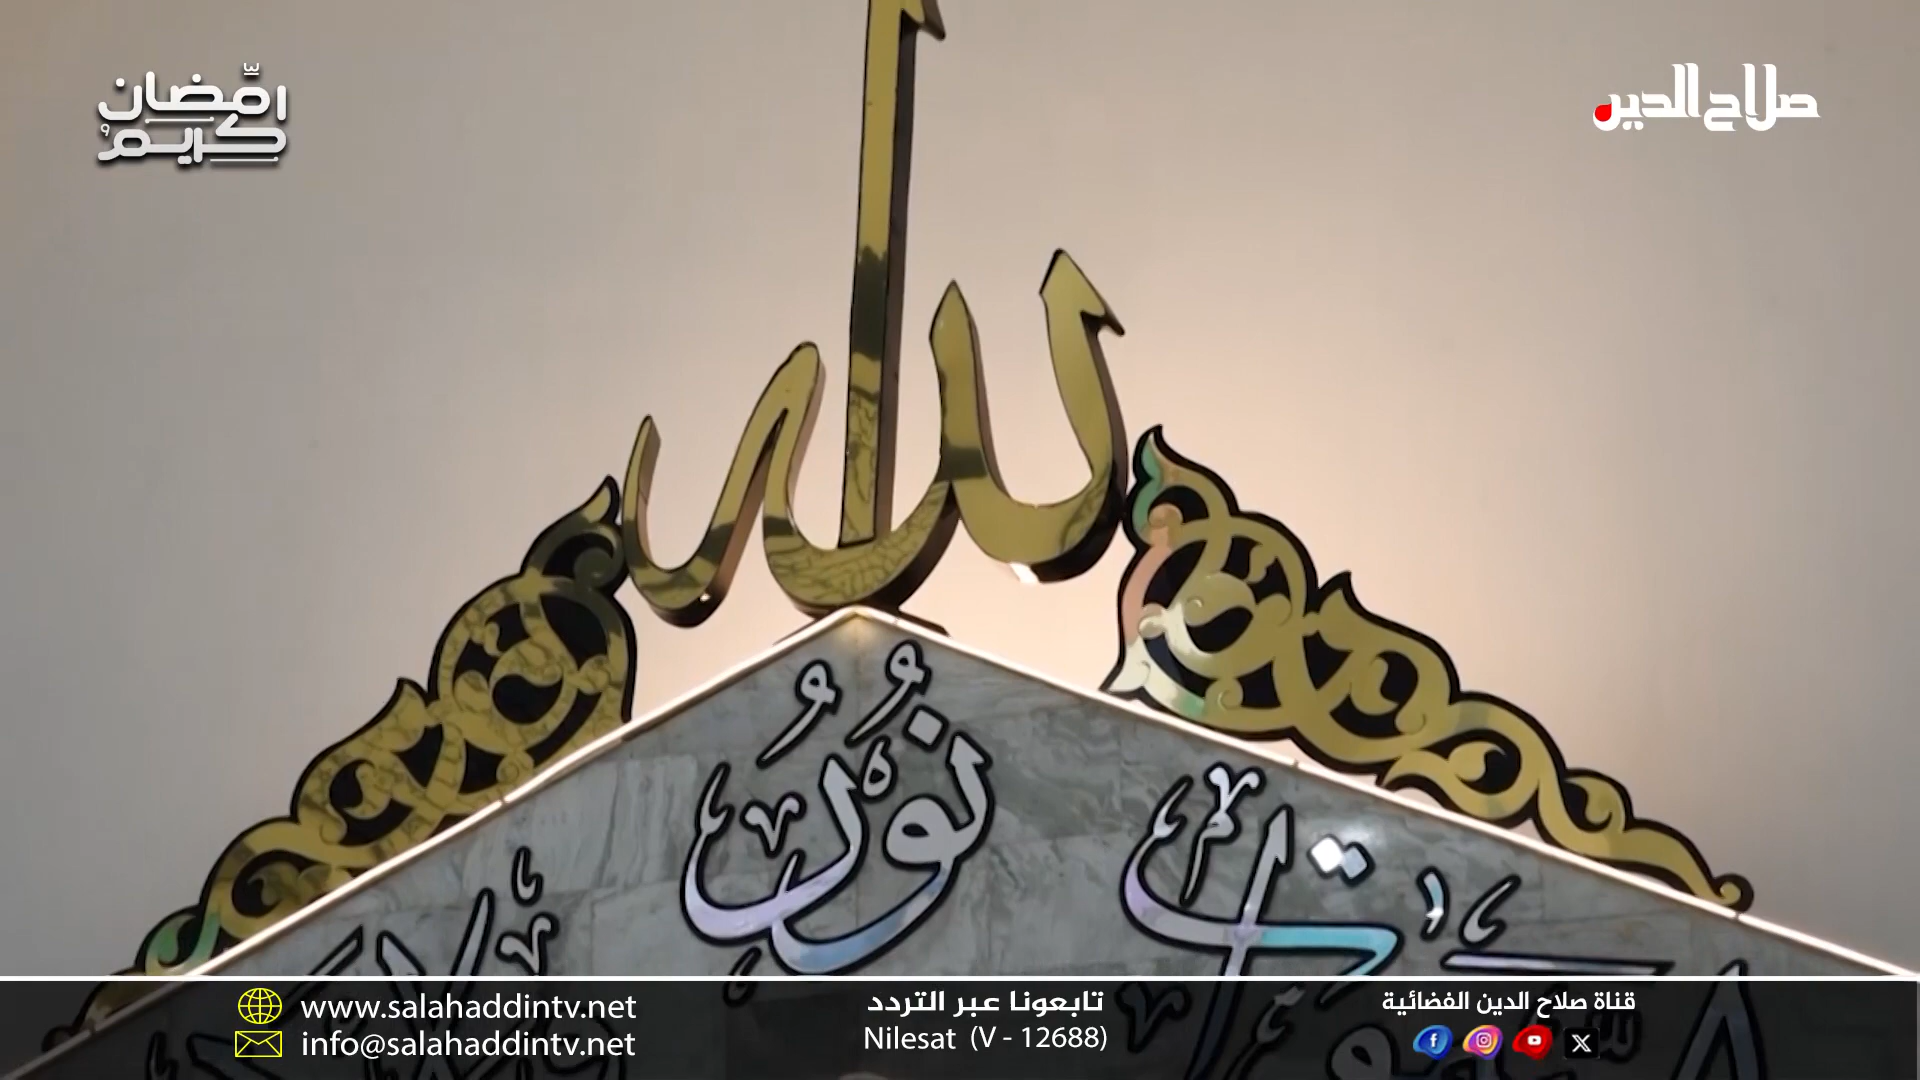 رمضان
كريم
صلاح الدين
الله
نُورٌ
www.salahaddintv.net
info@salahaddintv.net
تابعونا عبر التردد
Nilesat (V - 12688)
قناة صلاح الدين الفضائية